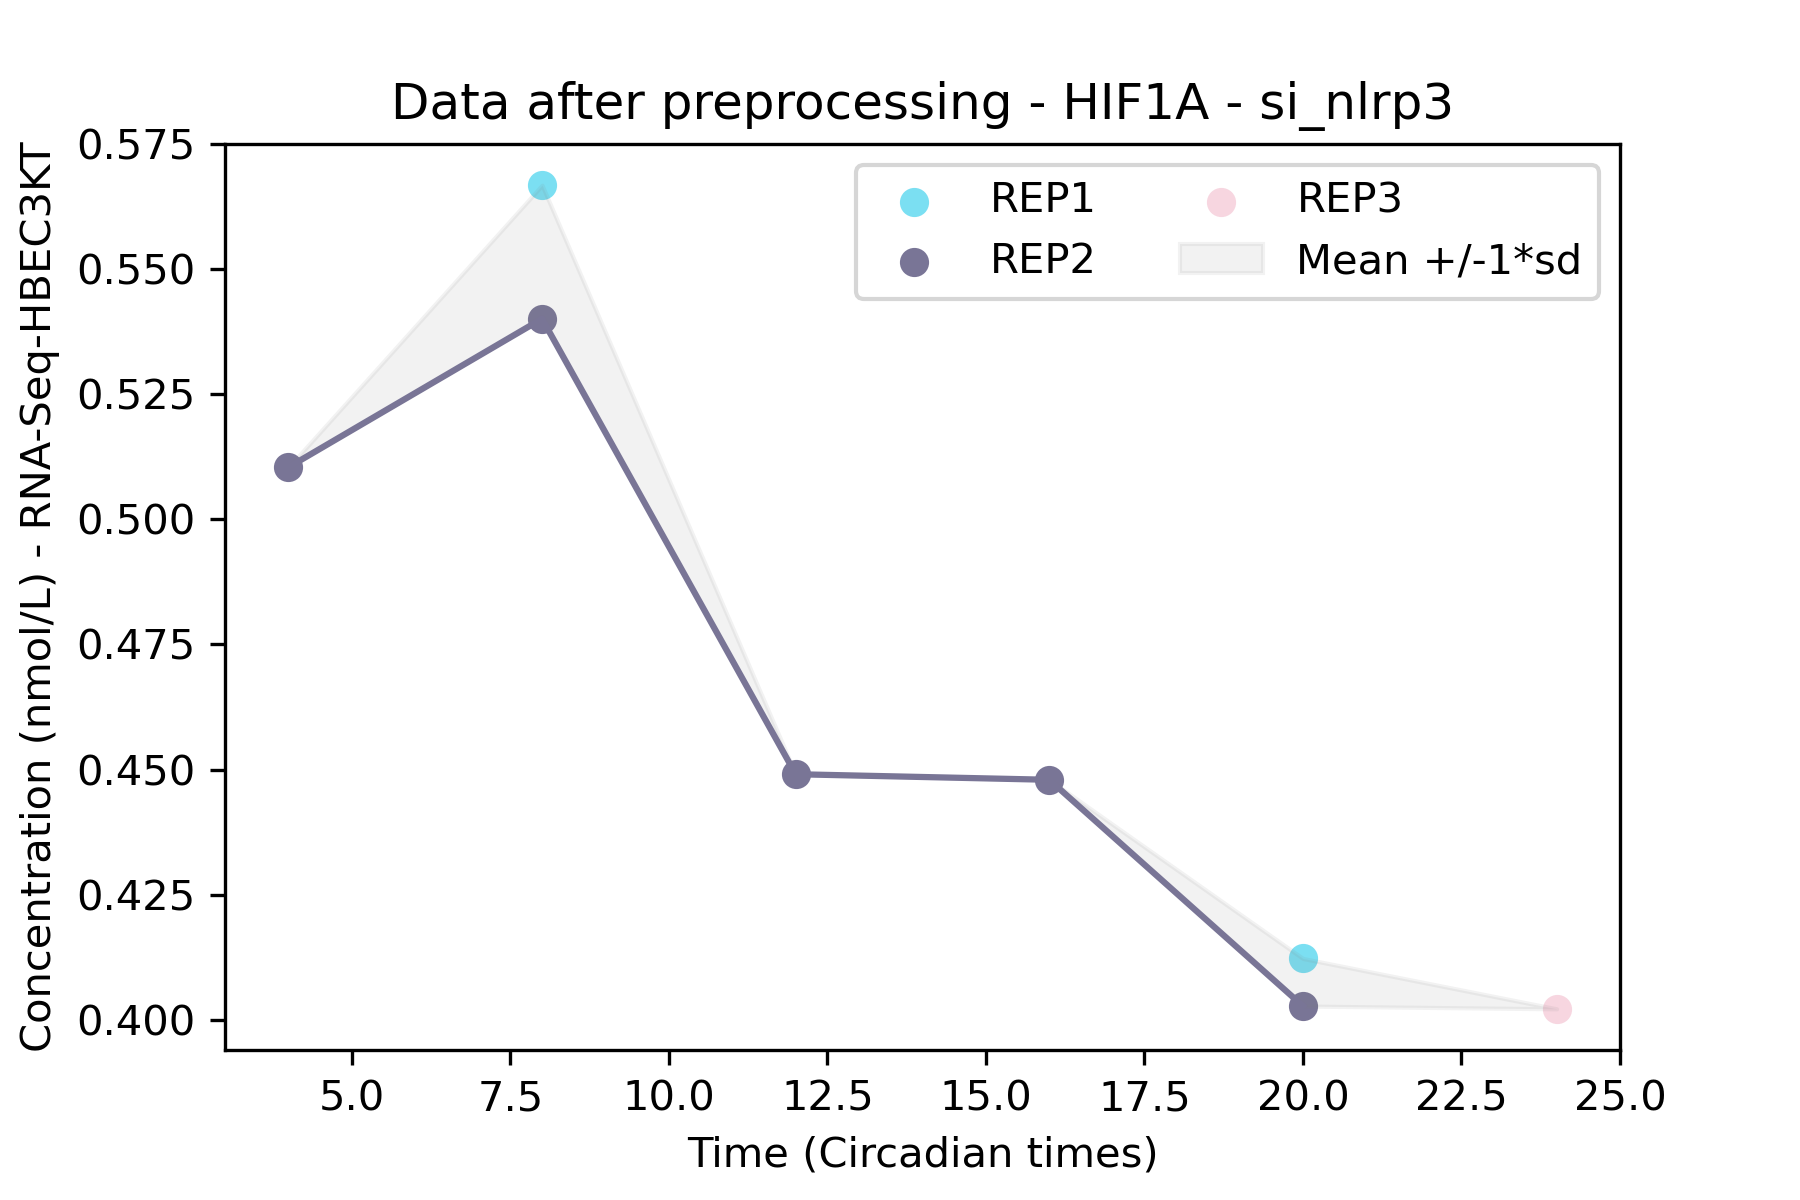 Data after preprocessing - HIF1A - si_nlrp3
Concentration (nmol/L) - RNA-Seq-HBEC3KT
0.575
0.550
0.525
0.500
0.475
0.450
0.425
0.400
REP1
REP2
REP3
Mean +/-1*sd
5.0 7.5 10.0 12.5 15.0 17.5 20.0 22.5 25.0
Time (Circadian times)